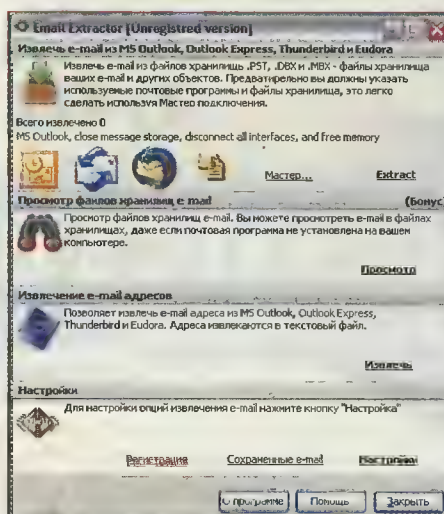 Email Extractor [Unregistred version]
Извлечь e-mail из MS Outlook, Outlook Express, Thunderbird и Eudora
Извлечь e-mail из файлов хранилищ .PST, .DBX и .MBX - файлы хранилища
ваших e-mail и других объектов. Предватирельно вы должны указать
используемые почтовые программы и файлы хранилища, это легко
сделать используя Мастер подключения.
Всего извлечено 0
MS Outlook, close message storage, disconnect all interfaces, and free memory
Мастер... Extract
Просмотр файлов хранилищ e-mail (Бонус)
Просмотр файлов хранилищ e-mail. Вы можете просмотреть e-mail в файлах
хранилищах, даже если почтовая программа не установлена на вашем
компьютере.
Просмотр
Извлечение e-mail адресов
Позволяет извлечь e-mail адреса из MS Outlook, Outlook Express,
Thunderbird и Eudora. Адреса извлекаются в текстовый файл.
Извлечь
Настройки
Для настройки опций извлечения e-mail нажмите кнопку "Настройка"
Регистрация Сохраненные e-mail Настройки
О программе Помощь Закрыть